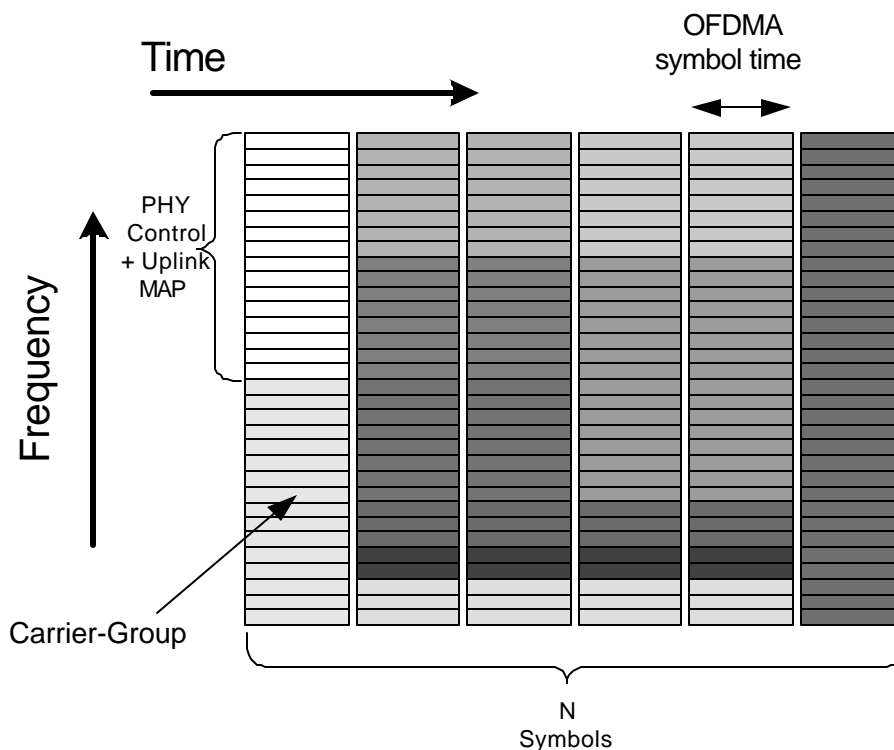 OFDMA
symbol time
Time
PHY
Control
+ Uplink
MAP
Frequency
Carrier-Group
N
Symbols